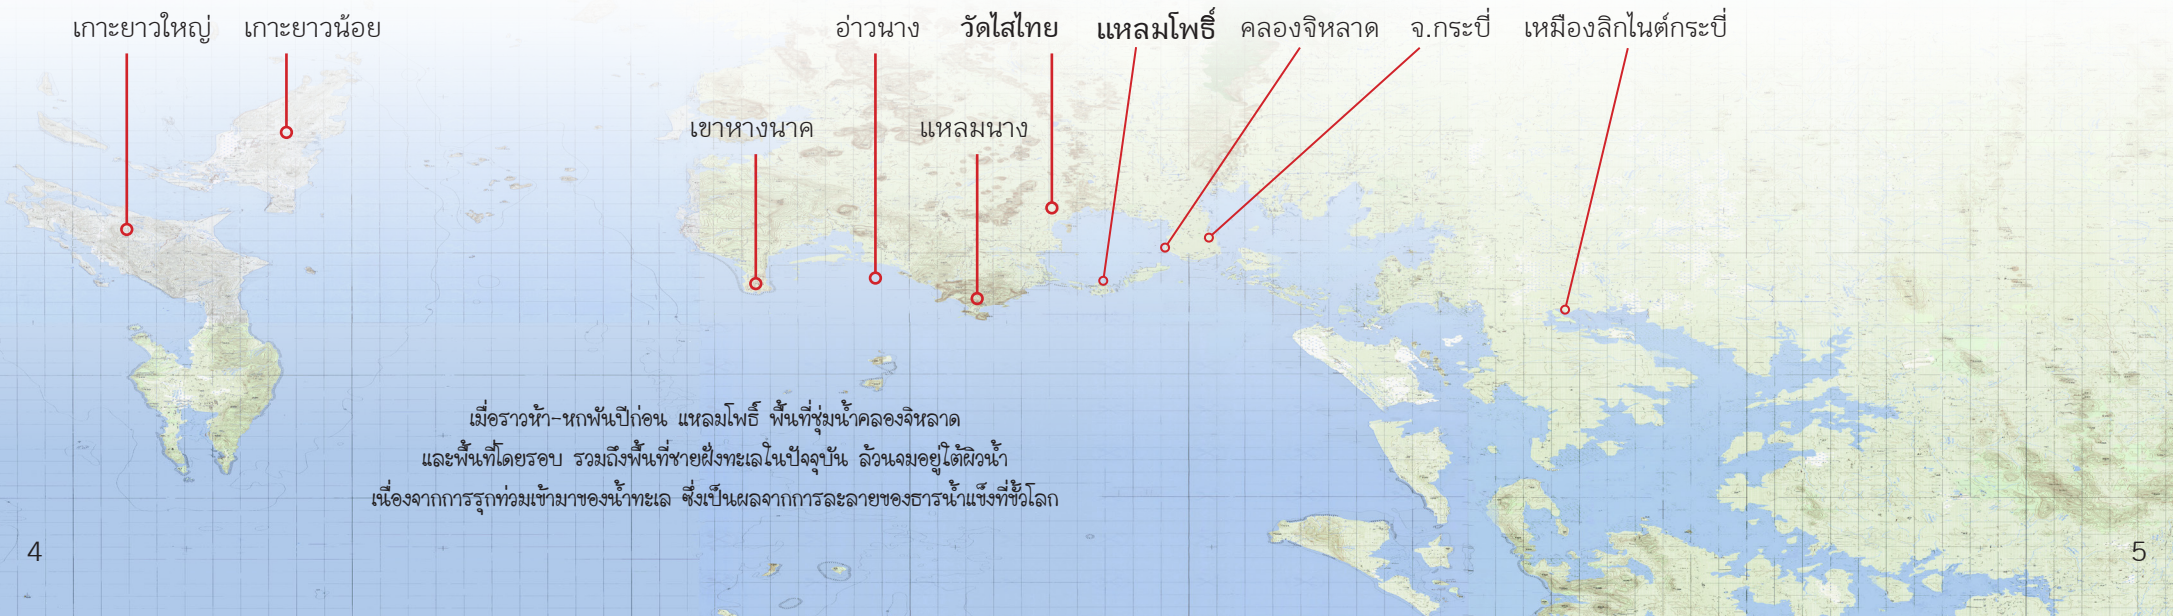 เกาะยาวใหญ่ เกาะยาวน้อย อ่าวนาง วัดไสไทย แหลมโพธิ์ คลองจิหลาด จ.กระบี่ เหมืองลิกไนต์กระบี่
เขาหางนาค แหลมนาง
เมื่อราวห้า-หกพันปีก่อน แหลมโพธิ์ พื้นที่ชุ่มน้ำคลองจิหลาด
และพื้นที่โดยรอบ รวมถึงพื้นที่ชายฝั่งทะเลในปัจจุบัน ล้วนจมอยู่ใต้ผิวน้ำ
เนื่องจากการรุกท่วมเข้ามาของน้ำทะเล ซึ่งเป็นผลจากการละลายของธารน้ำแข็งที่ขั้วโลก
4 5